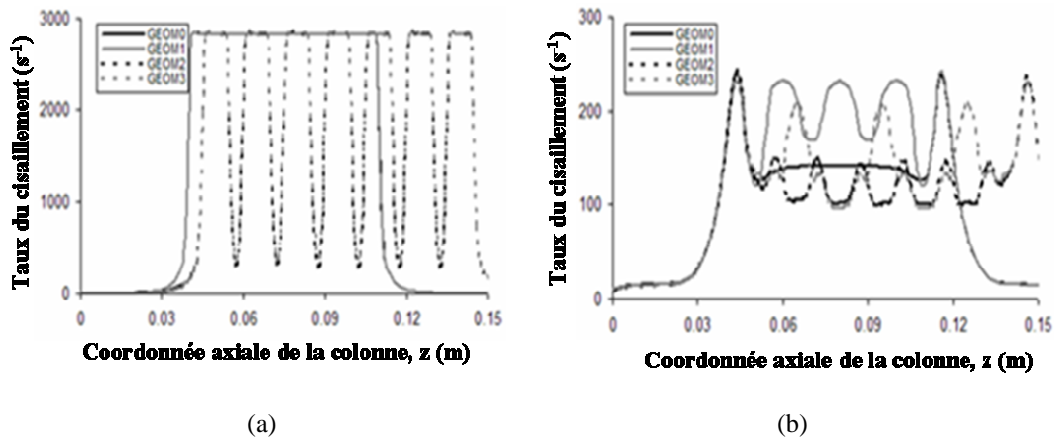 3000
2000
1000
0
0
0.03
0.06
0.09
0.12
0.15
Taux du cisaillement (s⁻¹)
GEOM0
GEOM1
GEOM2
GEOM3
Coordonnée axiale de la colonne, z (m)
(a)
300
200
100
0
0
0.03
0.06
0.09
0.12
0.15
Taux du cisaillement (s⁻¹)
GEOM0
GEOM1
GEOM2
GEOM3
Coordonnée axiale de la colonne, z (m)
(b)